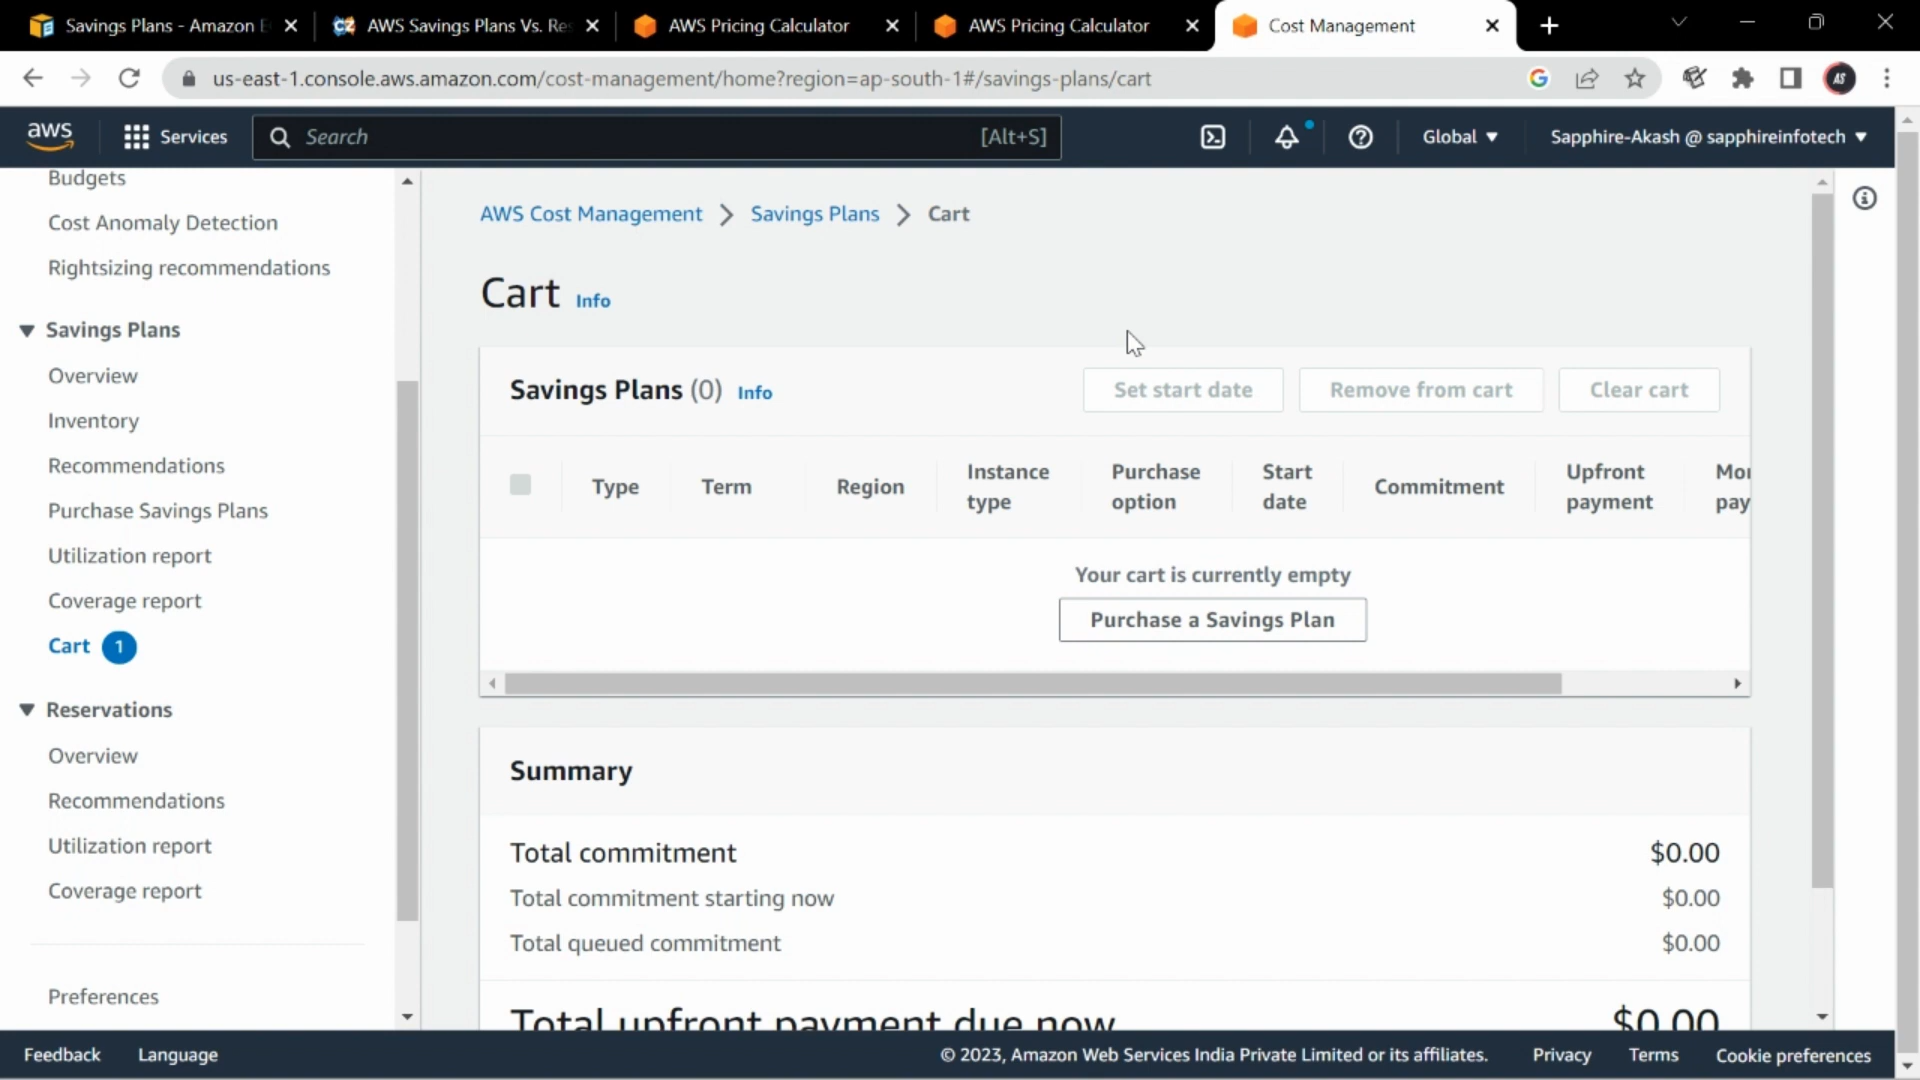 Savings Plans - Amazon E
AWS Savings Plans Vs. Res
AWS Pricing Calculator
AWS Pricing Calculator
Cost Management
us-east-1.console.aws.amazon.com/cost-management/home?region=ap-south-1#/savings-plans/cart
aws
Services
Search
[Alt+S]
Global
Sapphire-Akash @ sapphireinfotech
Budgets
Cost Anomaly Detection
Rightsizing recommendations
Savings Plans
Overview
Inventory
Recommendations
Purchase Savings Plans
Utilization report
Coverage report
Cart 1
Reservations
Overview
Recommendations
Utilization report
Coverage report
Preferences
AWS Cost Management > Savings Plans > Cart
Cart Info
Savings Plans (0) Info
Set start date
Remove from cart
Clear cart
Type
Term
Region
Instance type
Purchase option
Start date
Commitment
Upfront payment
Mon
pay
Your cart is currently empty
Purchase a Savings Plan
Summary
Total commitment $0.00
Total commitment starting now $0.00
Total queued commitment $0.00
Total upfront payment due now $0.00
Feedback
Language
© 2023, Amazon Web Services India Private Limited or its affiliates.
Privacy
Terms
Cookie preferences